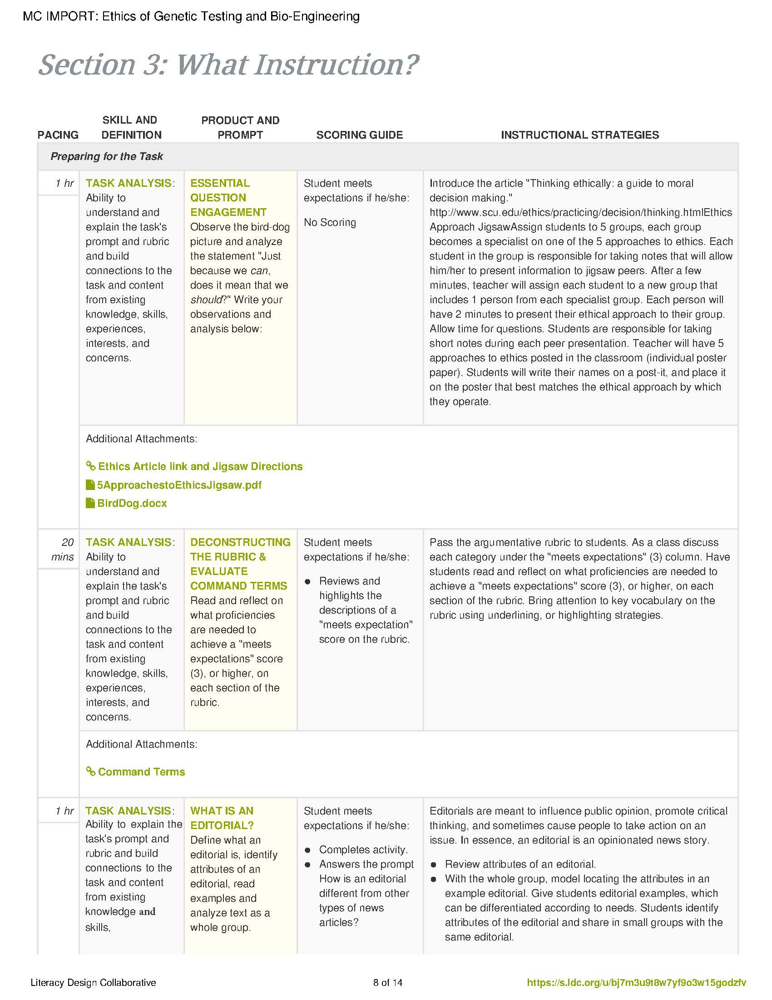 MC IMPORT: Ethics of Genetic Testing and Bio-Engineering
Section 3: What Instruction?
PACING
SKILL AND
DEFINITION
PRODUCT AND
PROMPT
SCORING GUIDE
INSTRUCTIONAL STRATEGIES
Preparing for the Task
1 hr
TASK ANALYSIS:
Ability to
understand and
explain the task's
prompt and rubric
and build
connections to the
task and content
from existing
knowledge, skills,
experiences,
interests, and
concerns.
ESSENTIAL
QUESTION
ENGAGEMENT
Observe the bird-dog
picture and analyze
the statement "Just
because we can,
does it mean that we
should?" Write your
observations and
analysis below:
Student meets
expectations if he/she:
No Scoring
Introduce the article "Thinking ethically: a guide to moral
decision making."
http://www.scu.edu/ethics/practicing/decision/thinking.htmlEthics
Approach JigsawAssign students to 5 groups, each group
becomes a specialist on one of the 5 approaches to ethics. Each
student in the group is responsible for taking notes that will allow
him/her to present information to jigsaw peers. After a few
minutes, teacher will assign each student to a new group that
includes 1 person from each specialist group. Each person will
have 2 minutes to present their ethical approach to their group.
Allow time for questions. Students are responsible for taking
short notes during each peer presentation. Teacher will have 5
approaches to ethics posted in the classroom (individual poster
paper). Students will write their names on a post-it, and place it
on the poster that best matches the ethical approach by which
they operate.
Additional Attachments:
Ethics Article link and Jigsaw Directions
5ApproachestoEthicsJigsaw.pdf
BirdDog.docx
20
mins
TASK ANALYSIS:
Ability to
understand and
explain the task's
prompt and rubric
and build
connections to the
task and content
from existing
knowledge, skills,
experiences,
interests, and
concerns.
DECONSTRUCTING
THE RUBRIC &
EVALUATE
COMMAND TERMS
Read and reflect on
what proficiencies
are needed to
achieve a "meets
expectations" score
(3), or higher, on
each section of the
rubric.
Student meets
expectations if he/she:
● Reviews and
highlights the
descriptions of a
"meets expectation"
score on the rubric.
Pass the argumentative rubric to students. As a class discuss
each category under the "meets expectations" (3) column. Have
students read and reflect on what proficiencies are needed to
achieve a "meets expectations" score (3), or higher, on each
section of the rubric. Bring attention to key vocabulary on the
rubric using underlining, or highlighting strategies.
Additional Attachments:
Command Terms
1 hr
TASK ANALYSIS:
Ability to explain the
task's prompt and
rubric and build
connections to the
task and content
from existing
knowledge and
skills,
WHAT IS AN
EDITORIAL?
Define what an
editorial is, identify
attributes of an
editorial, read
examples and
analyze text as a
whole group.
Student meets
expectations if he/she:
● Completes activity.
● Answers the prompt
How is an editorial
different from other
types of news
articles?
Editorials are meant to influence public opinion, promote critical
thinking, and sometimes cause people to take action on an
issue. In essence, an editorial is an opinionated news story.
● Review attributes of an editorial.
● With the whole group, model locating the attributes in an
example editorial. Give students editorial examples, which
can be differentiated according to needs. Students identify
attributes of the editorial and share in small groups with the
same editorial.
Literacy Design Collaborative
8 of 14
https://s.ldc.org/u/bj7m3u9t8w7yf9o3w15godzfv